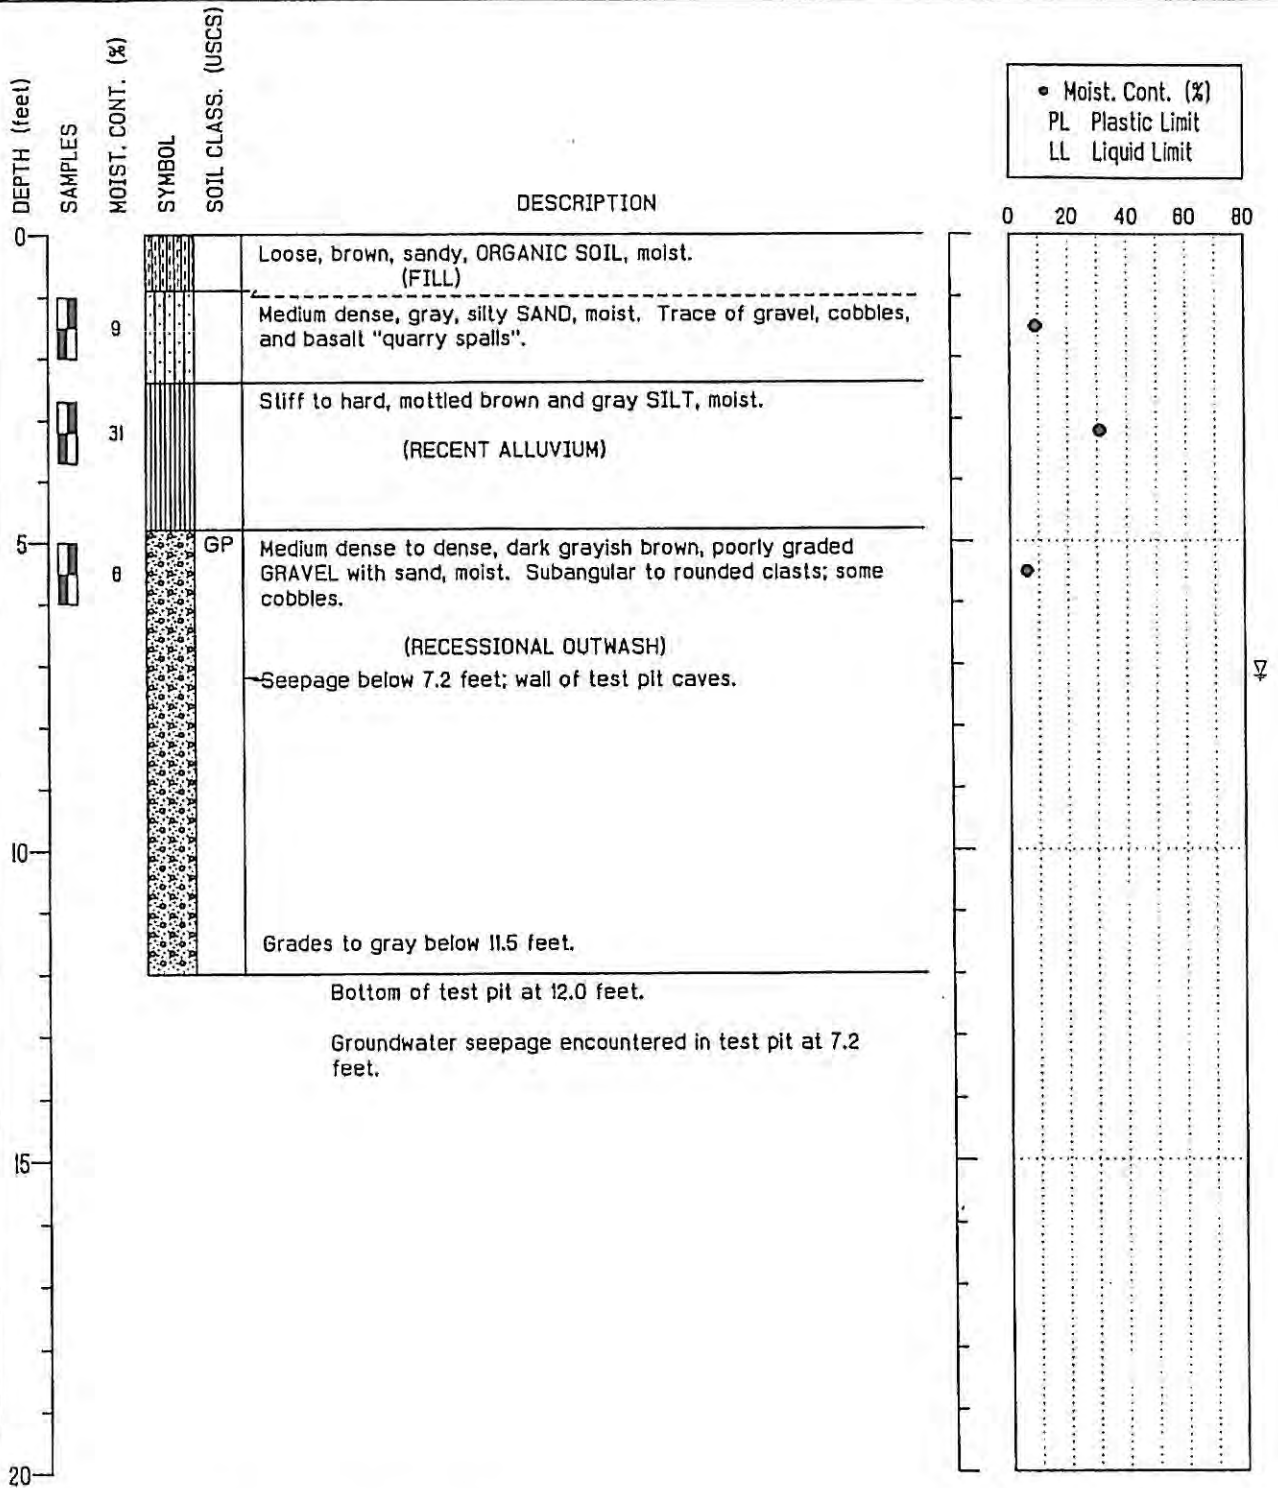 DEPTH (feet)
SAMPLES
MOIST. CONT. (%)
SYMBOL
SOIL CLASS. (USCS)
DESCRIPTION
• Moist. Cont. (%)
PL Plastic Limit
LL Liquid Limit
0 20 40 60 80
0
Loose, brown, sandy, ORGANIC SOIL, moist.
(FILL)
9
Medium dense, gray, silty SAND, moist. Trace of gravel, cobbles,
and basalt "quarry spalls".
31
Stiff to hard, mottled brown and gray SILT, moist.
(RECENT ALLUVIUM)
5
GP
6
Medium dense to dense, dark grayish brown, poorly graded
GRAVEL with sand, moist. Subangular to rounded clasts; some
cobbles.
(RECESSIONAL OUTWASH)
Seepage below 7.2 feet; wall of test pit caves.
10
Grades to gray below 11.5 feet.
Bottom of test pit at 12.0 feet.
Groundwater seepage encountered in test pit at 7.2
feet.
15
20